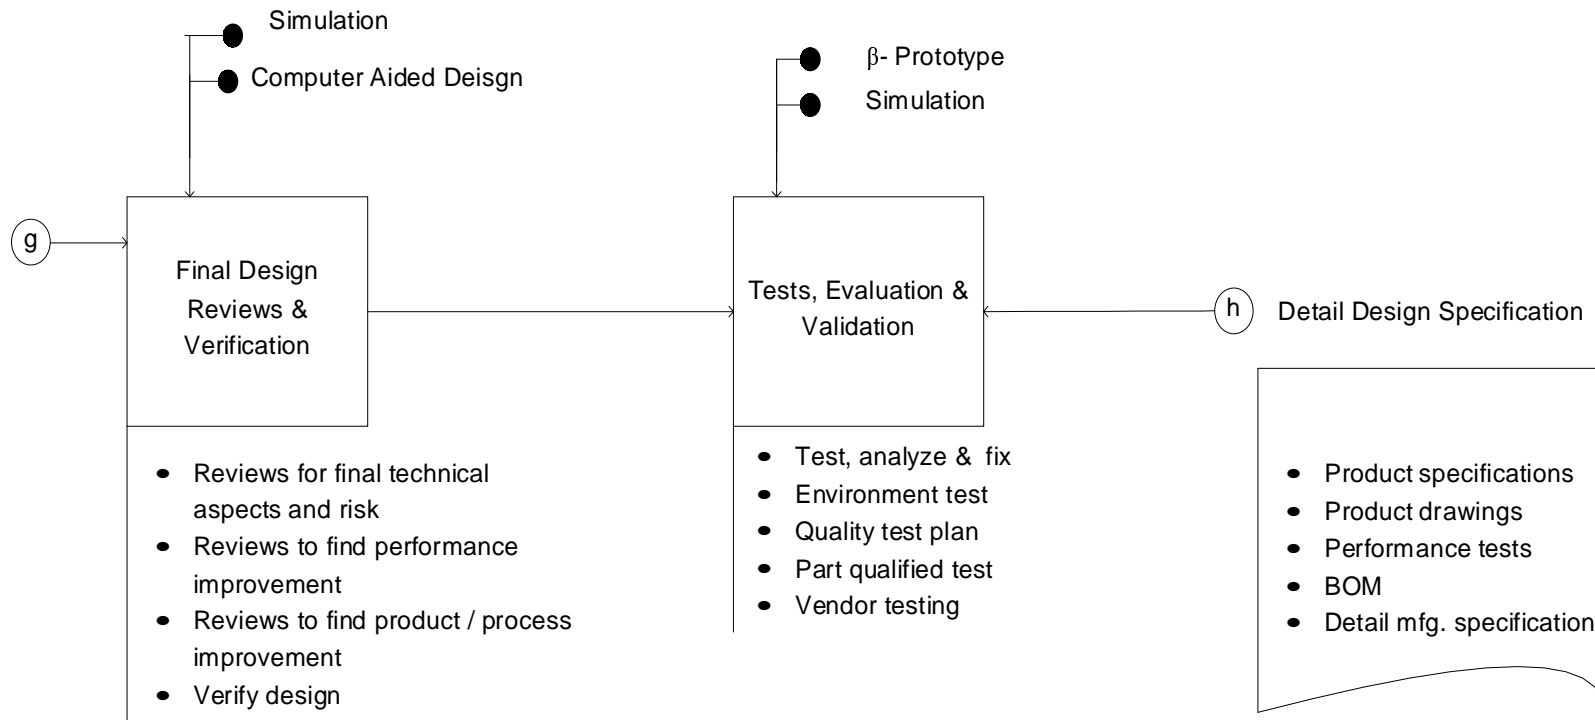 Simulation
Computer Aided Deisgn
β- Prototype
Simulation
g
Final Design
Reviews &
Verification
Tests, Evaluation &
Validation
h
Detail Design Specification
• Reviews for final technical
aspects and risk
• Reviews to find performance
improvement
• Reviews to find product / process
improvement
• Verify design
• Test, analyze & fix
• Environment test
• Quality test plan
• Part qualified test
• Vendor testing
• Product specifications
• Product drawings
• Performance tests
• BOM
• Detail mfg. specification